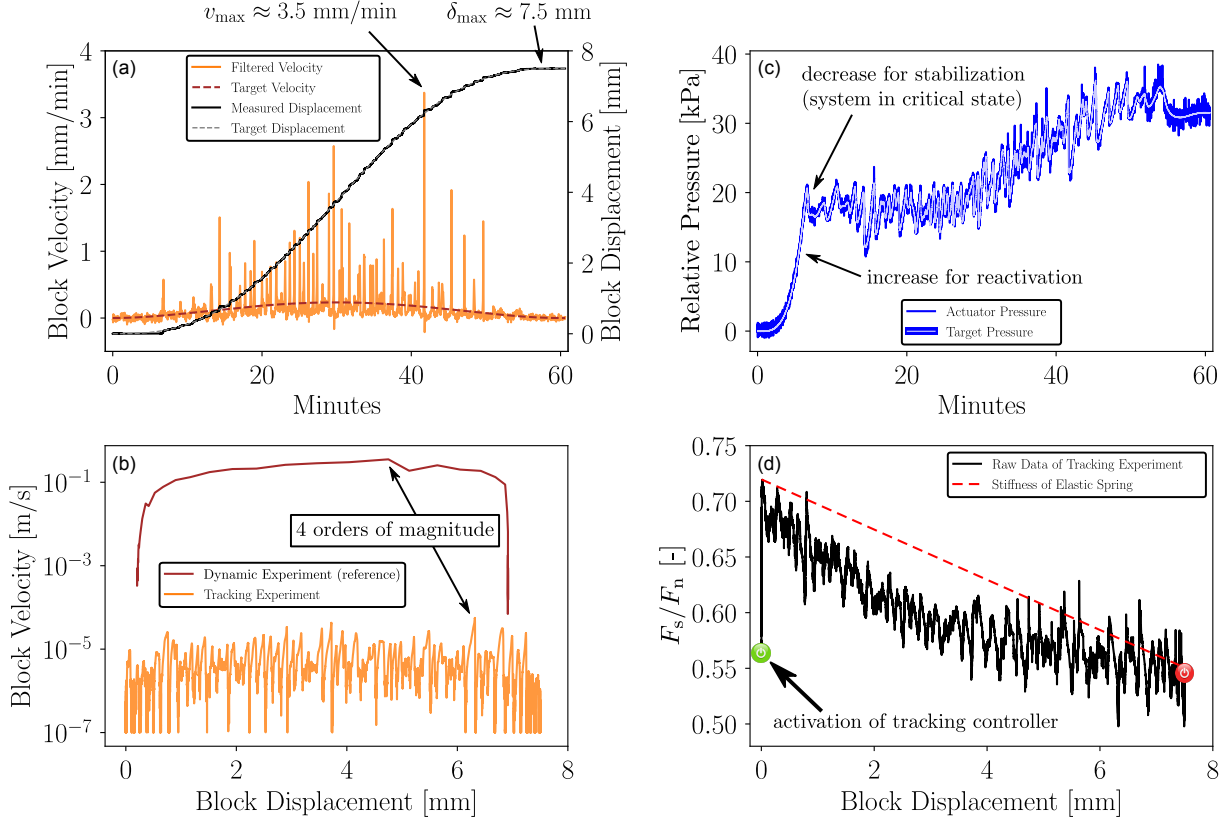 v_max ≈ 3.5 mm/min
δ_max ≈ 7.5 mm
(a)
Filtered Velocity
Target Velocity
Measured Displacement
Target Displacement
Block Velocity [mm/min]
4
3
2
1
0
Block Displacement [mm]
8
6
4
2
0
0 20 40 60
Minutes
(c)
decrease for stabilization
(system in critical state)
increase for reactivation
Actuator Pressure
Target Pressure
Relative Pressure [kPa]
40
30
20
10
0
0 20 40 60
Minutes
(b)
4 orders of magnitude
Dynamic Experiment (reference)
Tracking Experiment
Block Velocity [m/s]
10⁻¹
10⁻³
10⁻⁵
10⁻⁷
0 2 4 6 8
Block Displacement [mm]
(d)
Raw Data of Tracking Experiment
Stiffness of Elastic Spring
activation of tracking controller
F_s/F_n [-]
0.75
0.70
0.65
0.60
0.55
0.50
0 2 4 6 8
Block Displacement [mm]